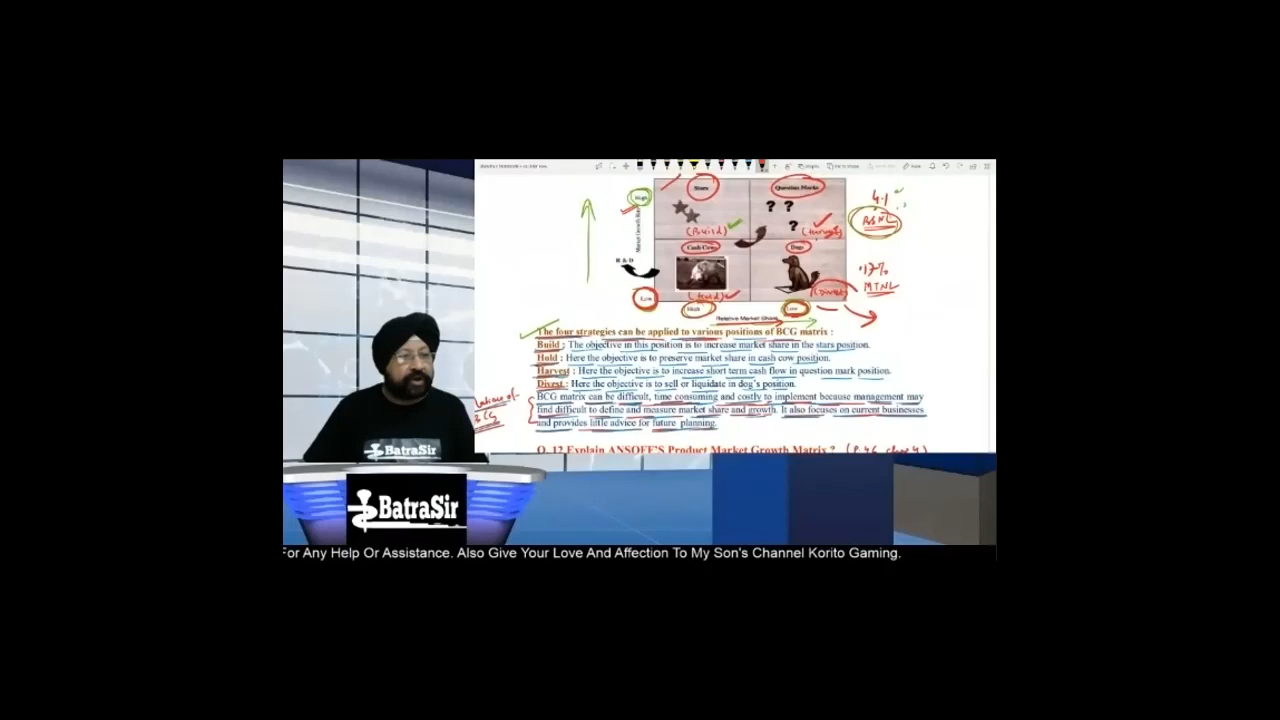 Stars
Question Marks
High
Market Growth Rate
? ?
?
(Build)
(Harvest)
4.1
BSNL
Cash Cow
Dogs
R & D
(Hold)
(Divest)
17%
MTNL
Low
High
Low
Relative Market Share
The four strategies can be applied to various positions of BCG matrix :
Build : The objective in this position is to increase market share in the stars position.
Hold : Here the objective is to preserve market share in cash cow position.
Harvest : Here the objective is to increase short term cash flow in question mark position.
Divest : Here the objective is to sell or liquidate in dog's position.
BCG matrix can be difficult, time consuming and costly to implement because management may
find difficult to define and measure market share and growth. It also focuses on current businesses
and provides little advice for future planning.
BCG
Q. 12 Explain ANSOFF'S Product Market Growth Matrix ?
BatraSir
BatraSir
For Any Help Or Assistance. Also Give Your Love And Affection To My Son's Channel Korito Gaming.